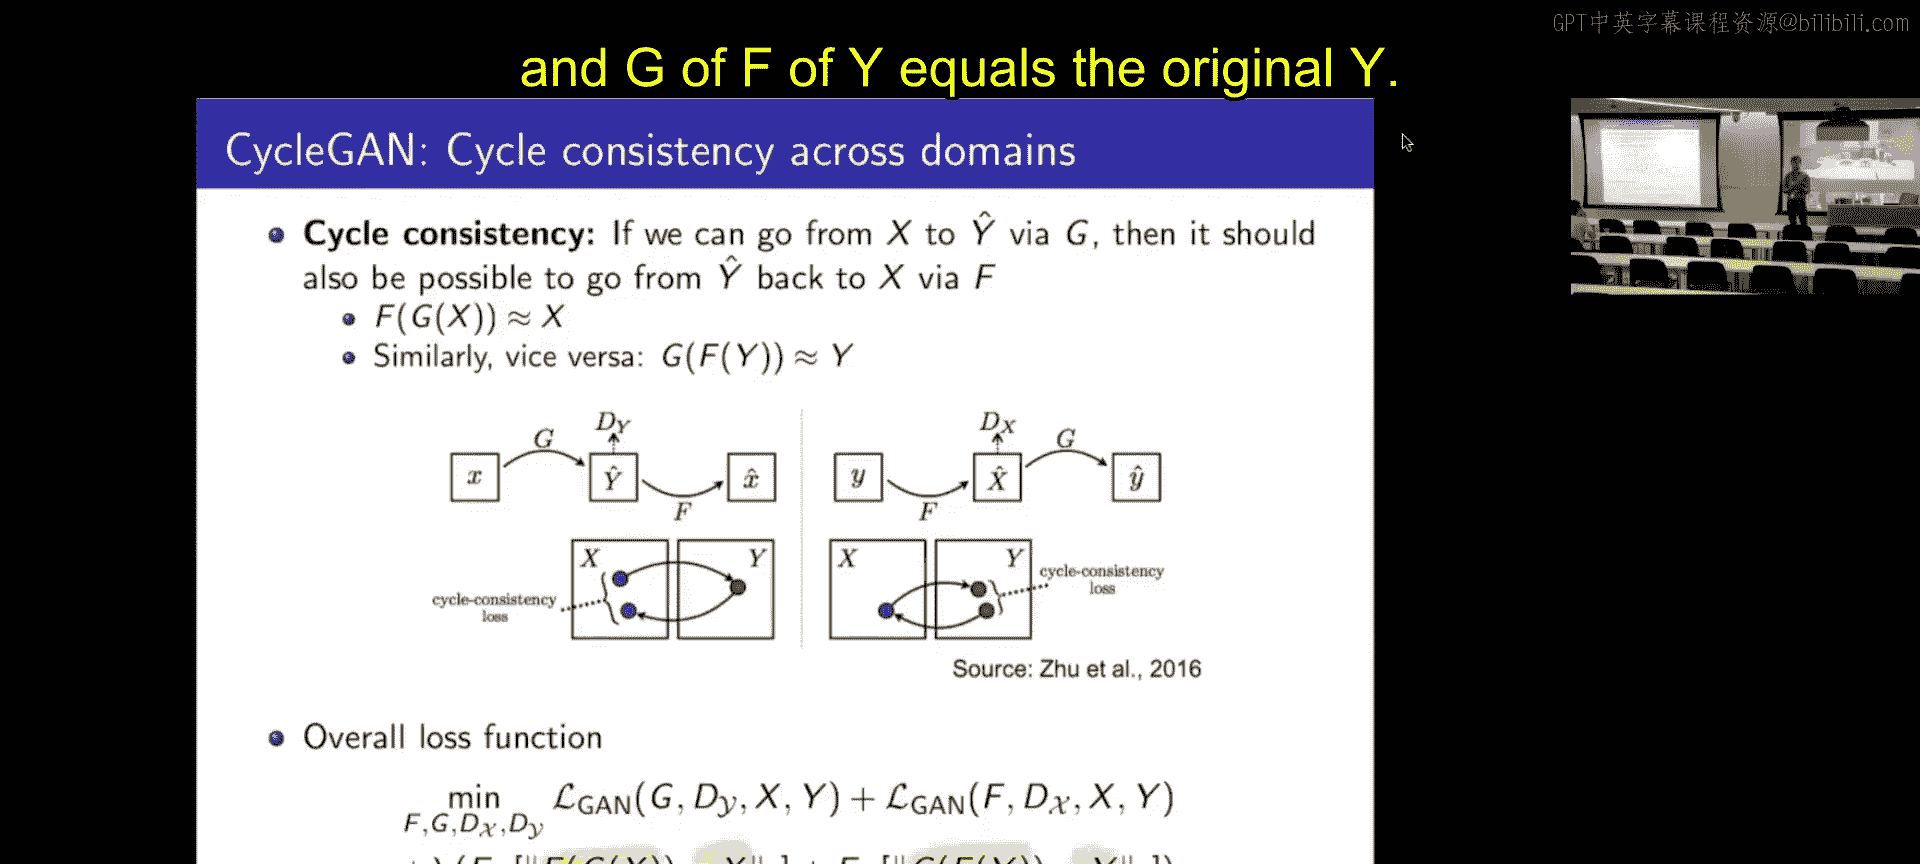 GPT中英字幕课程资源@bilibili.com
and G of F of Y equals the original Y.
CycleGAN: Cycle consistency across domains
Cycle consistency: If we can go from X to Ŷ via G, then it should
also be possible to go from Ŷ back to X via F
F(G(X)) ≈ X
Similarly, vice versa: G(F(Y)) ≈ Y
G D_Y
x Ŷ x̂
F
D_X G
y X̂ ŷ
F
X Y
cycle-consistency
loss
X Y
cycle-consistency
loss
Source: Zhu et al., 2016
Overall loss function
min ℒ_GAN(G, D_𝒴, X, Y) + ℒ_GAN(F, D_𝒳, X, Y)
F,G,D_𝒳,D_𝒴